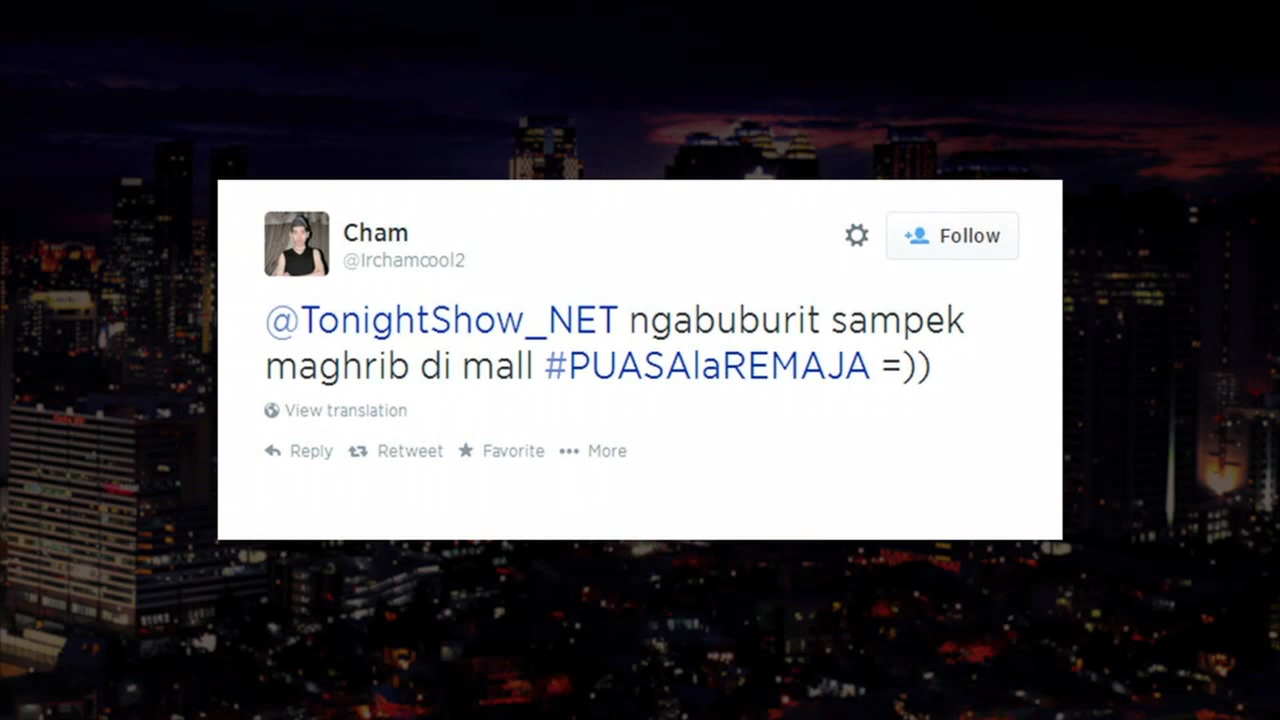 Cham
@Irchamcool2
Follow
@TonightShow_NET ngabuburit sampek
maghrib di mall #PUASAlaREMAJA =))
View translation
Reply Retweet Favorite More